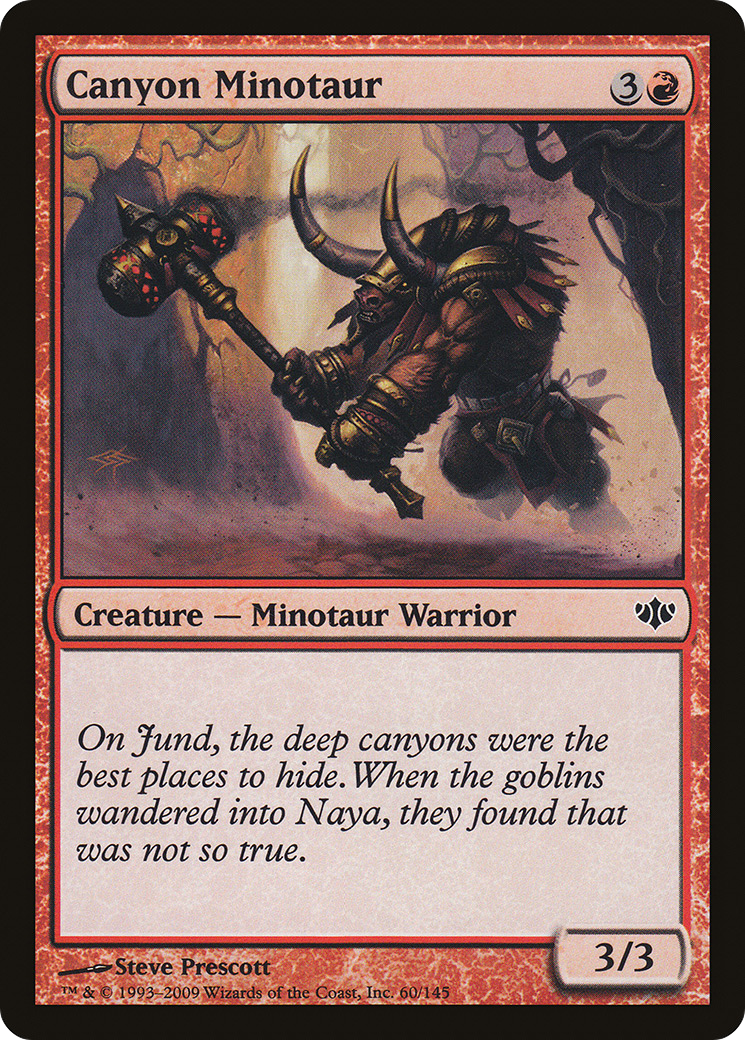 Canyon Minotaur 3
Creature — Minotaur Warrior
On Jund, the deep canyons were the
best places to hide. When the goblins
wandered into Naya, they found that
was not so true.
3/3
Steve Prescott
™ & © 1993–2009 Wizards of the Coast, Inc. 60/145